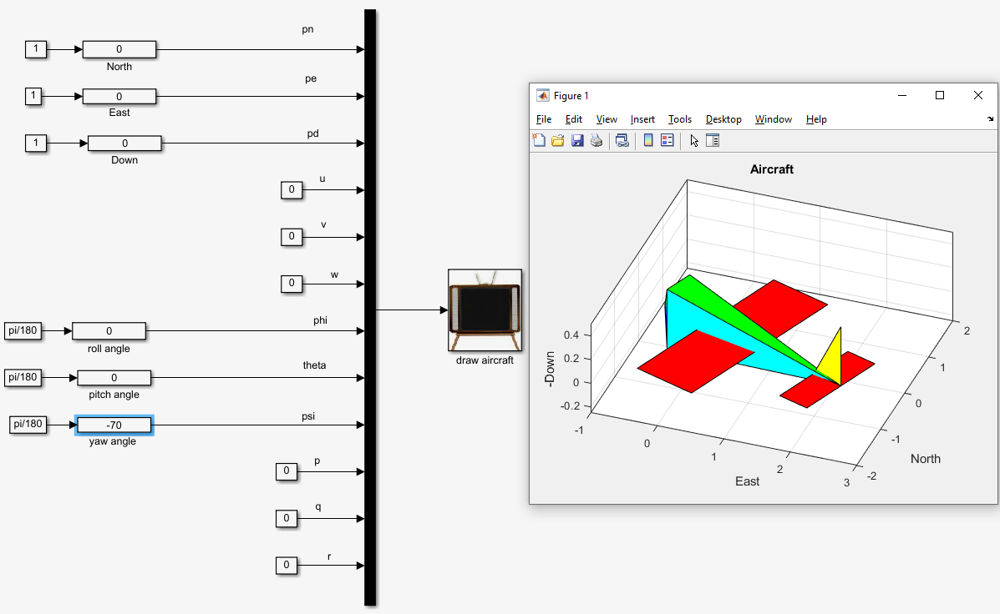 pn
1
0
North
pe
1
0
East
pd
1
0
Down
u
0
v
0
w
0
phi
pi/180
0
roll angle
theta
pi/180
0
pitch angle
psi
pi/180
-70
yaw angle
p
0
q
0
r
0
draw aircraft
Figure 1
File Edit View Insert Tools Desktop Window Help
Aircraft
0.4
0.2
0
-0.2
-Down
-1
0
1
2
3
East
-2
-1
0
1
2
North